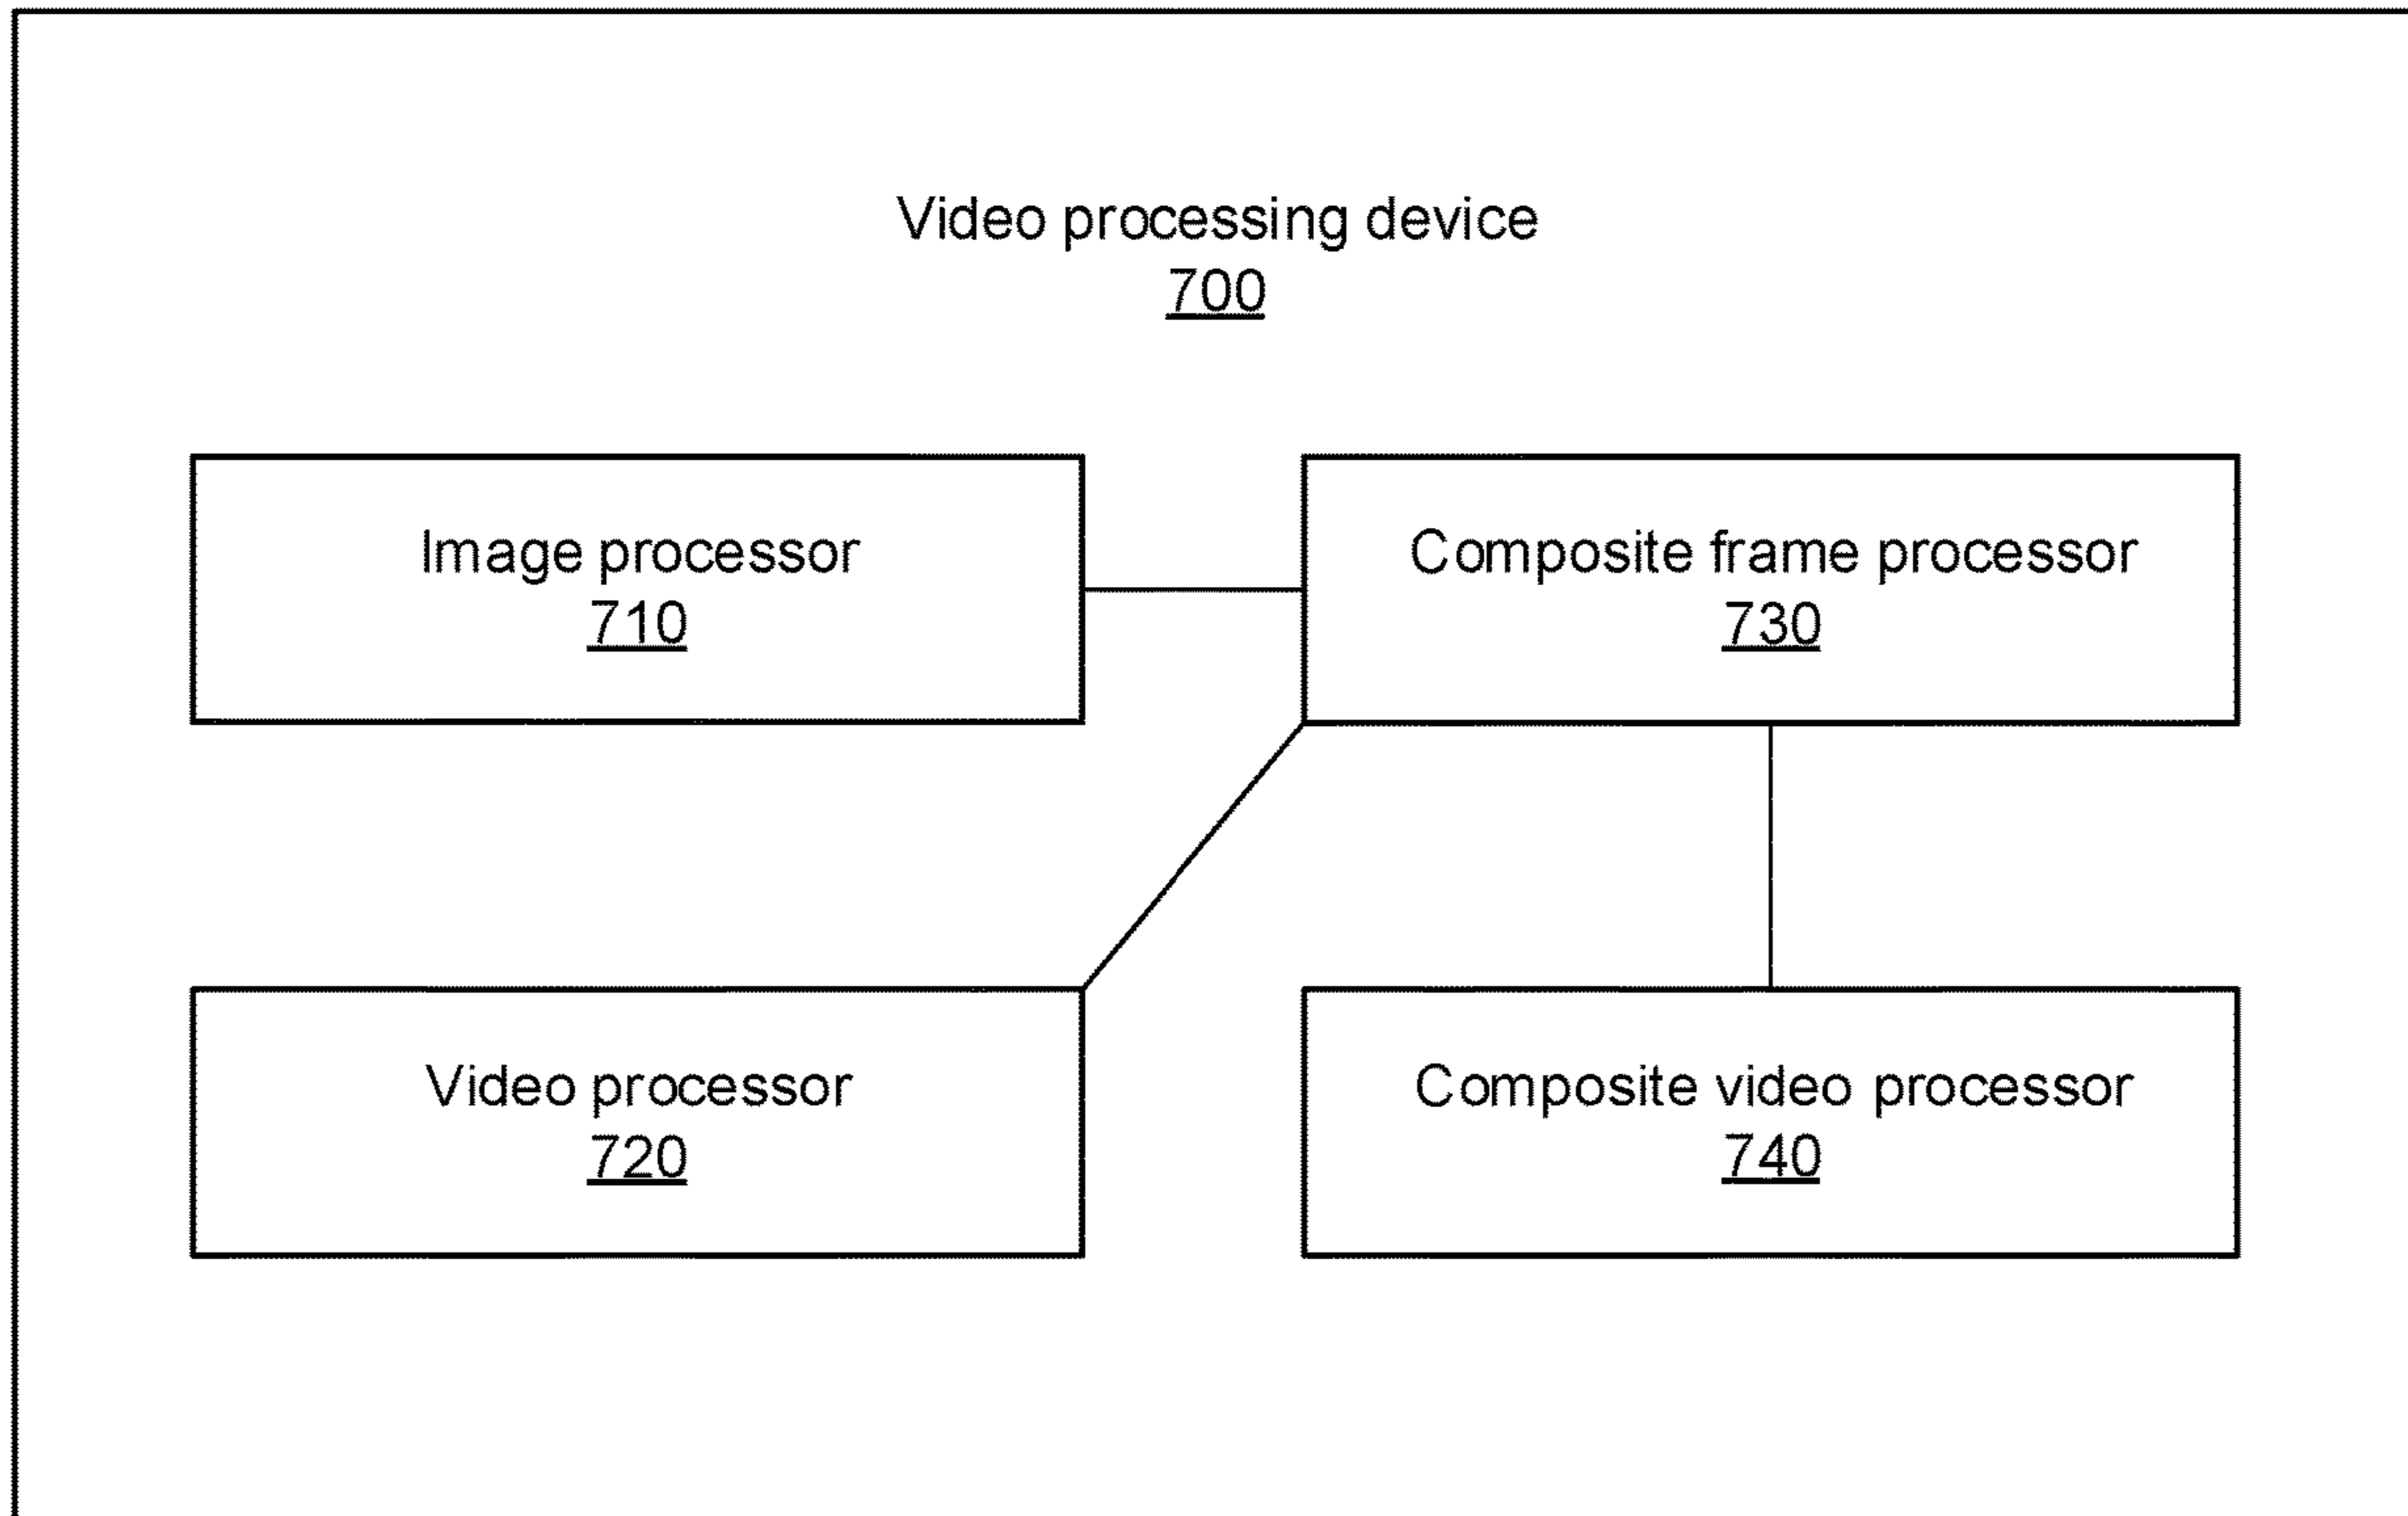 Video processing device
700
Image processor
710
Composite frame processor
730
Video processor
720
Composite video processor
740